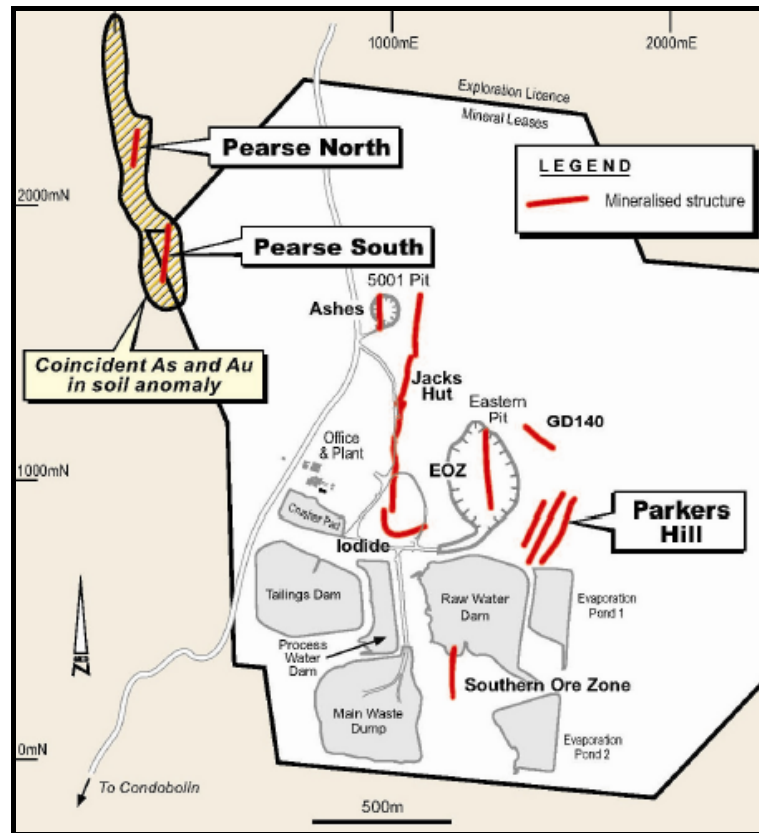 1000mE
2000mE
Exploration Licence
Mineral Leases
Pearse North
LEGEND
Mineralised structure
2000mN
Pearse South
5001 Pit
Ashes
Coincident As and Au
in soil anomaly
Jacks
Hut
Eastern
Pit
GD140
Office
& Plant
1000mN
EOZ
Parkers
Hill
Crusher Pad
Iodide
Tailings Dam
Raw Water
Dam
Evaporation
Pond 1
Process
Water
Dam
N
Southern Ore Zone
Main Waste
Dump
Evaporation
Pond 2
0mN
To Condobolin
500m